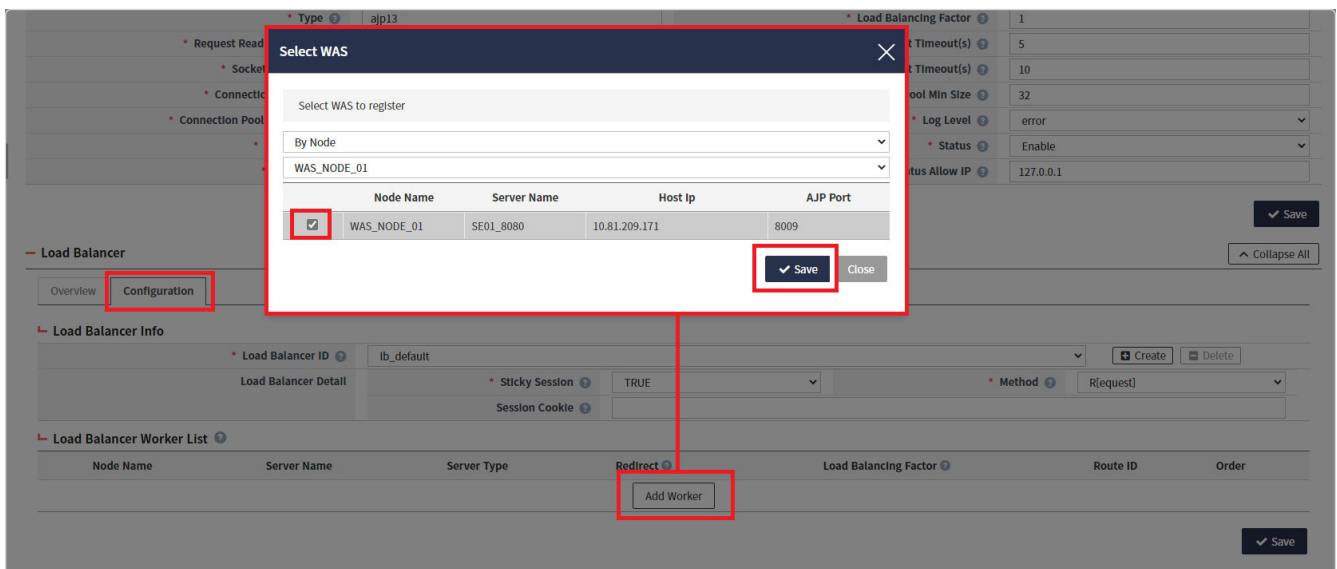 * Type ajp13 * Load Balancing Factor 1
* Request Read t Timeout(s) 5
* Socket t Timeout(s) 10
* Connectio ool Min Size 32
* Connection Pool * Log Level error
* * Status Enable
* tus Allow IP 127.0.0.1
Save
Select WAS
Select WAS to register
By Node
WAS_NODE_01
Node Name Server Name Host Ip AJP Port
WAS_NODE_01 SE01_8080 10.81.209.171 8009
Save Close
Load Balancer Collapse All
Overview Configuration
Load Balancer Info
* Load Balancer ID lb_default Create Delete
Load Balancer Detail * Sticky Session TRUE * Method R[equest]
Session Cookie
Load Balancer Worker List
Node Name Server Name Server Type Redirect Load Balancing Factor Route ID Order
Add Worker
Save